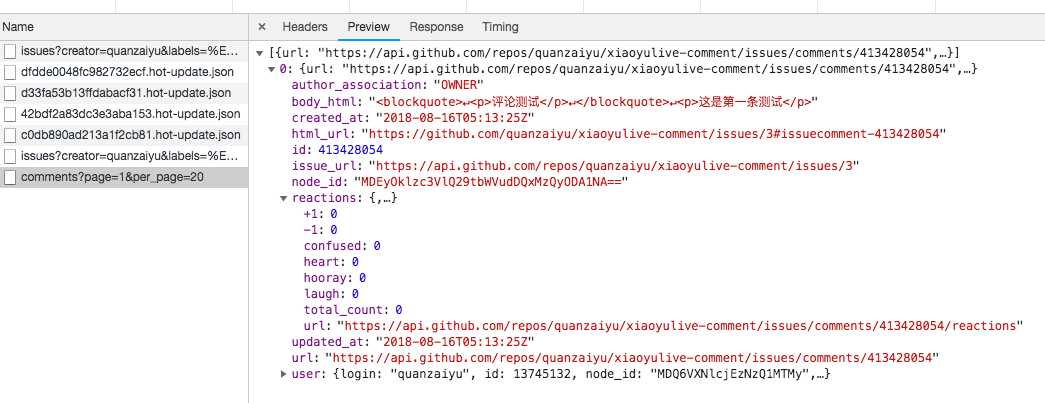 Name
issues?creator=quanzaiyu&labels=%E…
dfdde0048fc982732ecf.hot-update.json
d33fa53b13ffdabacf31.hot-update.json
42bdf2a83dc3e3aba153.hot-update.json
c0db890ad213a1f2cb81.hot-update.json
issues?creator=quanzaiyu&labels=%E…
comments?page=1&per_page=20
× Headers Preview Response Timing
[{url: "https://api.github.com/repos/quanzaiyu/xiaoyulive-comment/issues/comments/413428054",…}]
0: {url: "https://api.github.com/repos/quanzaiyu/xiaoyulive-comment/issues/comments/413428054",…}
author_association: "OWNER"
body_html: "<blockquote>↵<p>评论测试</p>↵</blockquote>↵<p>这是第一条测试</p>"
created_at: "2018-08-16T05:13:25Z"
html_url: "https://github.com/quanzaiyu/xiaoyulive-comment/issues/3#issuecomment-413428054"
id: 413428054
issue_url: "https://api.github.com/repos/quanzaiyu/xiaoyulive-comment/issues/3"
node_id: "MDEyOklzc3VlQ29tbWVudDQxMzQyODA1NA=="
reactions: {,…}
+1: 0
-1: 0
confused: 0
heart: 0
hooray: 0
laugh: 0
total_count: 0
url: "https://api.github.com/repos/quanzaiyu/xiaoyulive-comment/issues/comments/413428054/reactions"
updated_at: "2018-08-16T05:13:25Z"
url: "https://api.github.com/repos/quanzaiyu/xiaoyulive-comment/issues/comments/413428054"
user: {login: "quanzaiyu", id: 13745132, node_id: "MDQ6VXNlcjEzNzQ1MTMy",…}